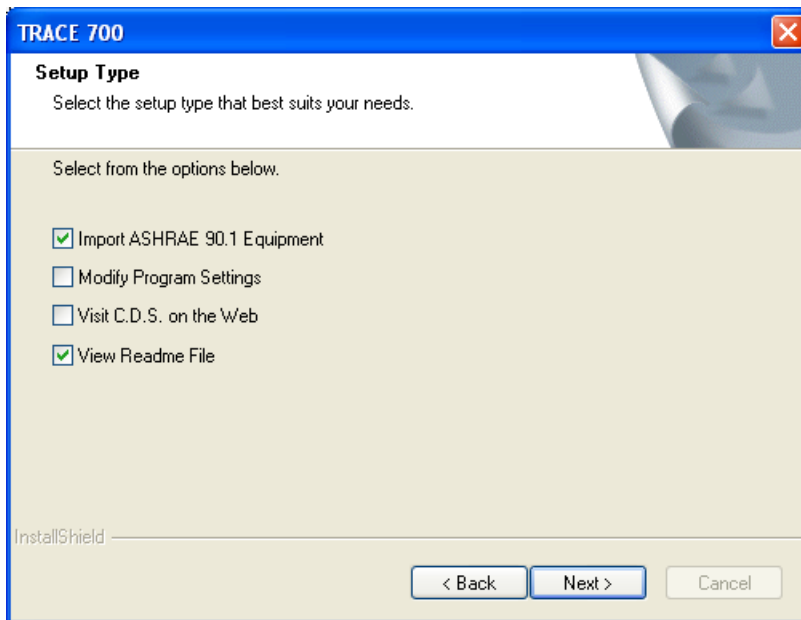 TRACE 700
Setup Type
Select the setup type that best suits your needs.
Select from the options below.
Import ASHRAE 90.1 Equipment
Modify Program Settings
Visit C.D.S. on the Web
View Readme File
InstallShield
< Back Next > Cancel